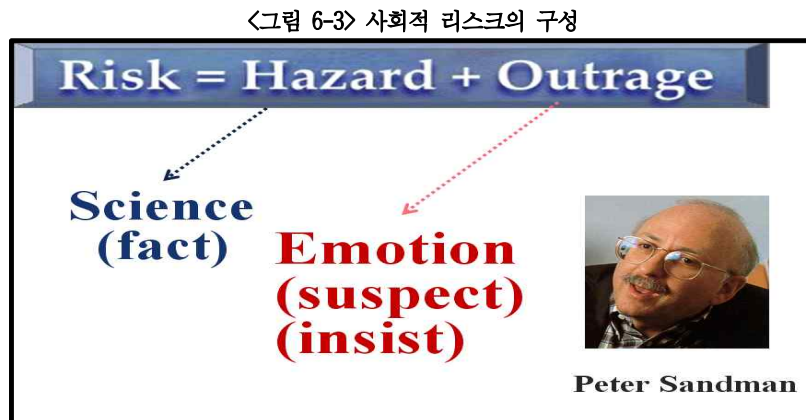 <그림 6-3> 사회적 리스크의 구성
Risk = Hazard + Outrage
Science
(fact)
Emotion
(suspect)
(insist)
Peter Sandman